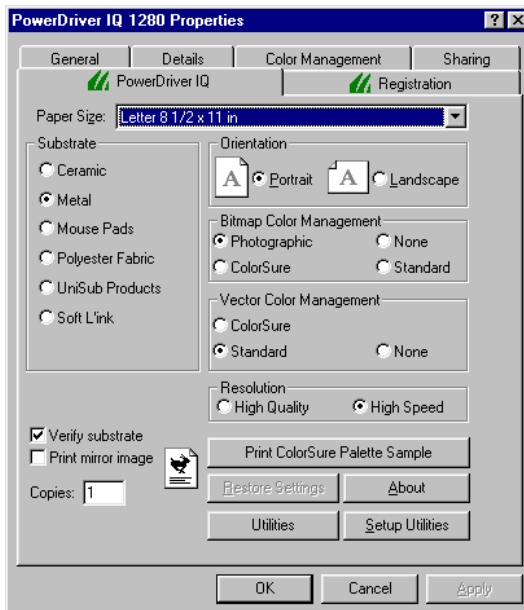 PowerDriver IQ 1280 Properties
General Details Color Management Sharing
PowerDriver IQ Registration
Paper Size: Letter 8 1/2 x 11 in
Substrate
Ceramic
Metal
Mouse Pads
Polyester Fabric
UniSub Products
Soft L'ink
Orientation
A Portrait A Landscape
Bitmap Color Management
Photographic None
ColorSure Standard
Vector Color Management
ColorSure
Standard None
Resolution
High Quality High Speed
Verify substrate
Print mirror image
Copies: 1
Print ColorSure Palette Sample
Restore Settings About
Utilities Setup Utilities
OK Cancel Apply